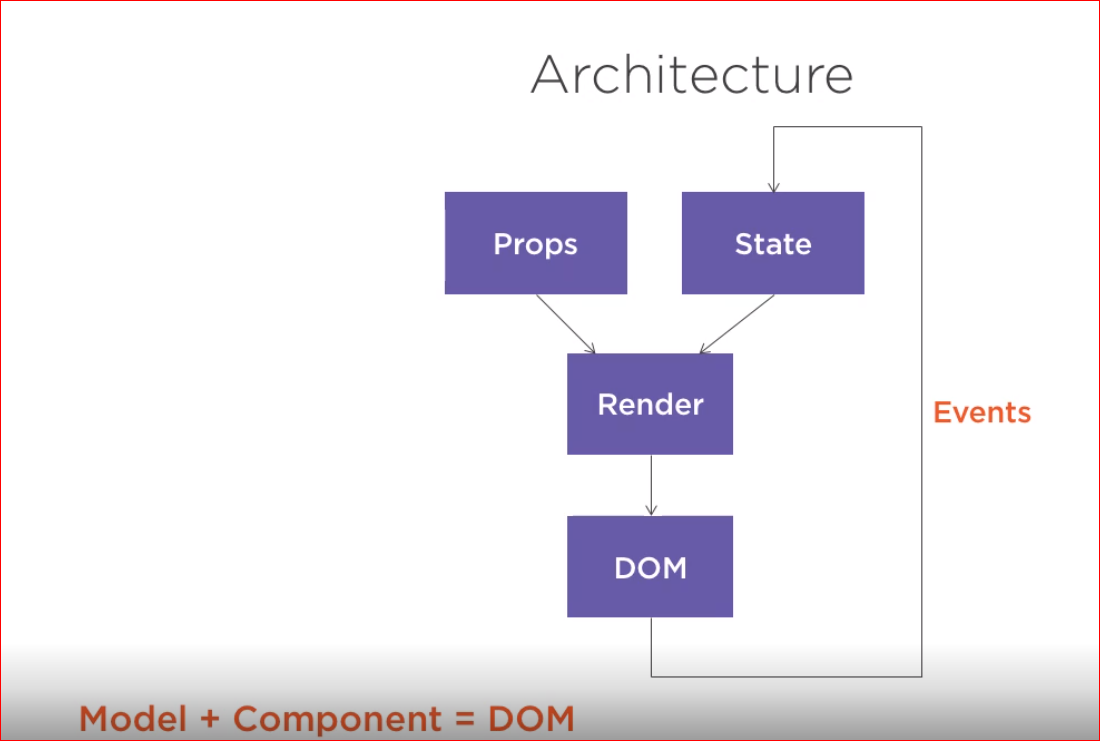 Architecture
Props
State
Render
Events
DOM
Model + Component = DOM